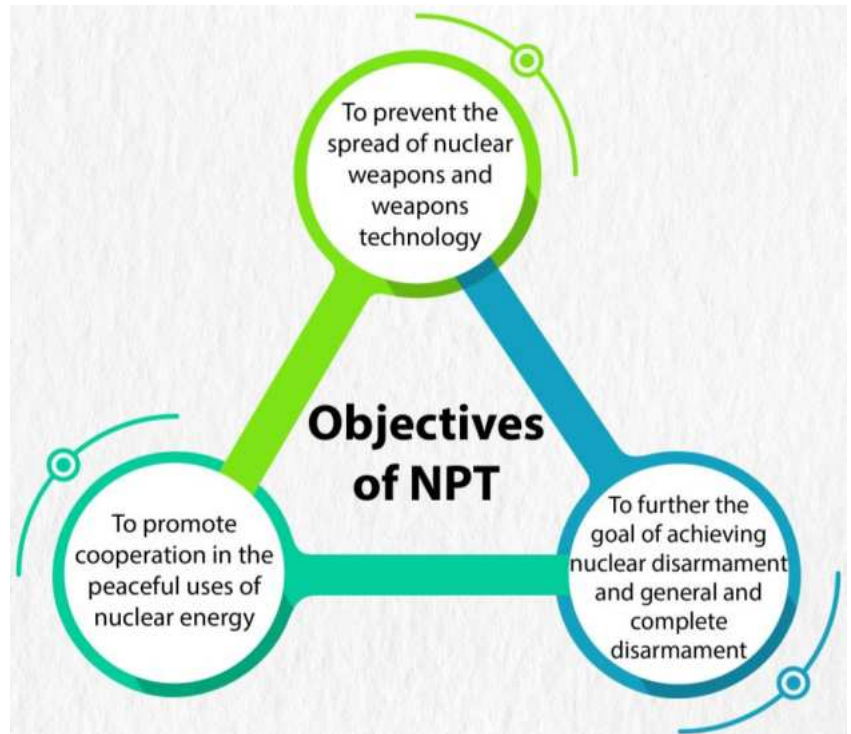 To prevent the
spread of nuclear
weapons and
weapons
technology
Objectives
of NPT
To promote
cooperation in the
peaceful uses of
nuclear energy
To further the
goal of achieving
nuclear disarmament
and general and
complete
disarmament